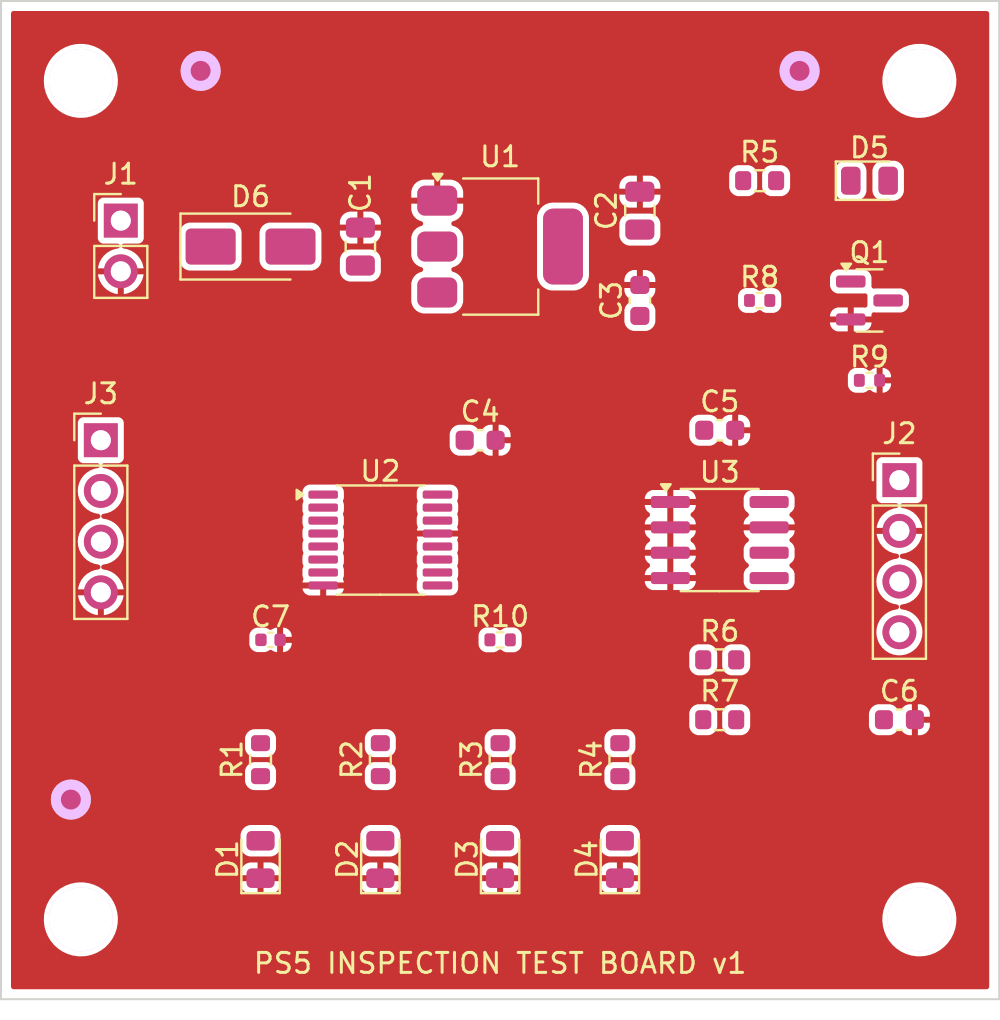 J1
D6
C1
U1
C2
R5
D5
C3
R8
Q1
R9
J3
C4
C5
J2
U2
U3
C7
R10
R6
R7
C6
R1
R2
R3
R4
D1
D2
D3
D4
PS5 INSPECTION TEST BOARD v1